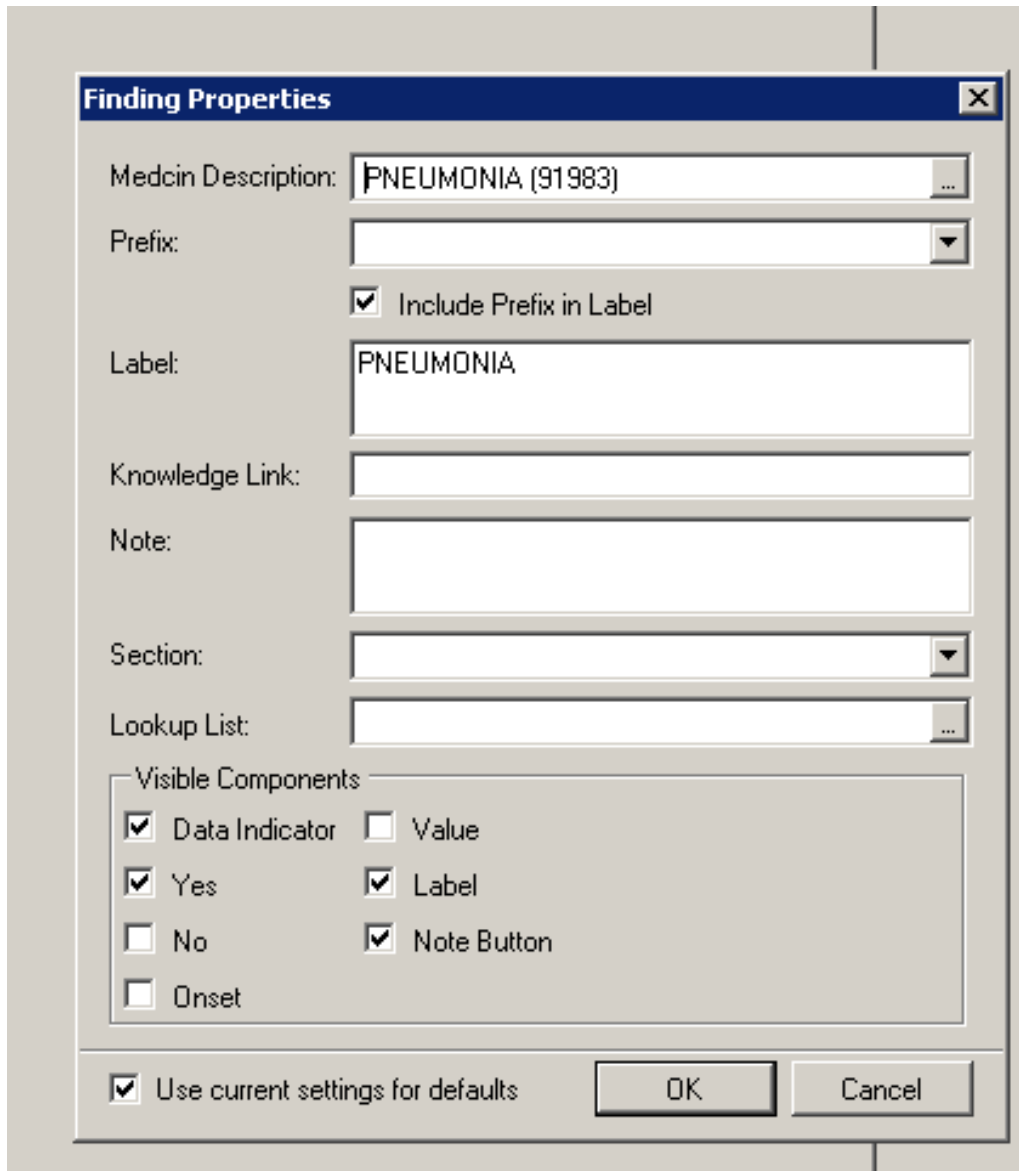 Finding Properties
Medcin Description: PNEUMONIA (91983) ...
Prefix:
Include Prefix in Label
Label: PNEUMONIA
Knowledge Link:
Note:
Section:
Lookup List: ...
Visible Components
Data Indicator Value
Yes Label
No Note Button
Onset
Use current settings for defaults OK Cancel